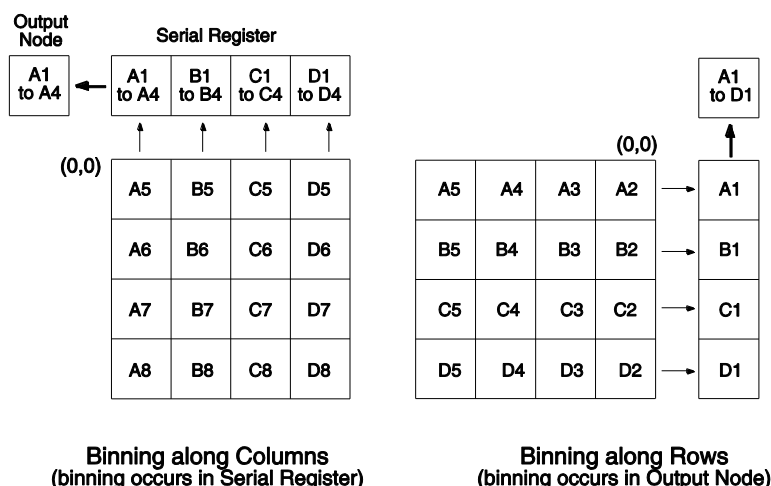 Output
Node
Serial Register
A1
to A4
A1
to A4
B1
to B4
C1
to C4
D1
to D4
(0,0)
A5 B5 C5 D5
A6 B6 C6 D6
A7 B7 C7 D7
A8 B8 C8 D8
Binning along Columns
(binning occurs in Serial Register)
A1
to D1
(0,0)
A5 A4 A3 A2 A1
B5 B4 B3 B2 B1
C5 C4 C3 C2 C1
D5 D4 D3 D2 D1
Binning along Rows
(binning occurs in Output Node)